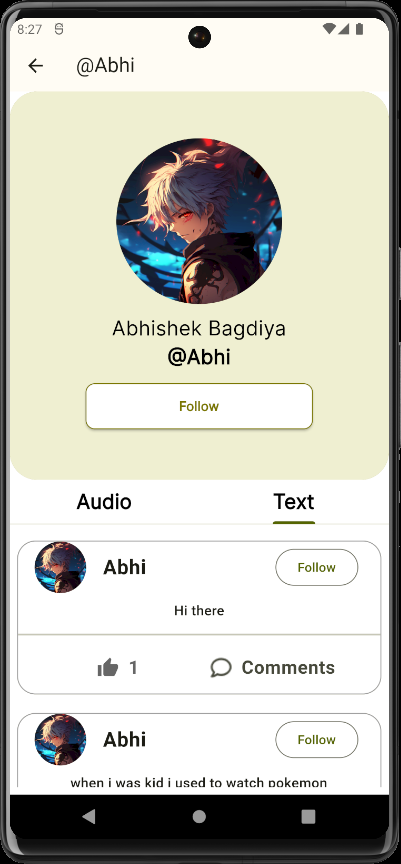 8:27
@Abhi
Abhishek Bagdiya
@Abhi
Follow
Audio Text
Abhi Follow
Hi there
1 Comments
Abhi Follow
when i was kid i used to watch pokemon